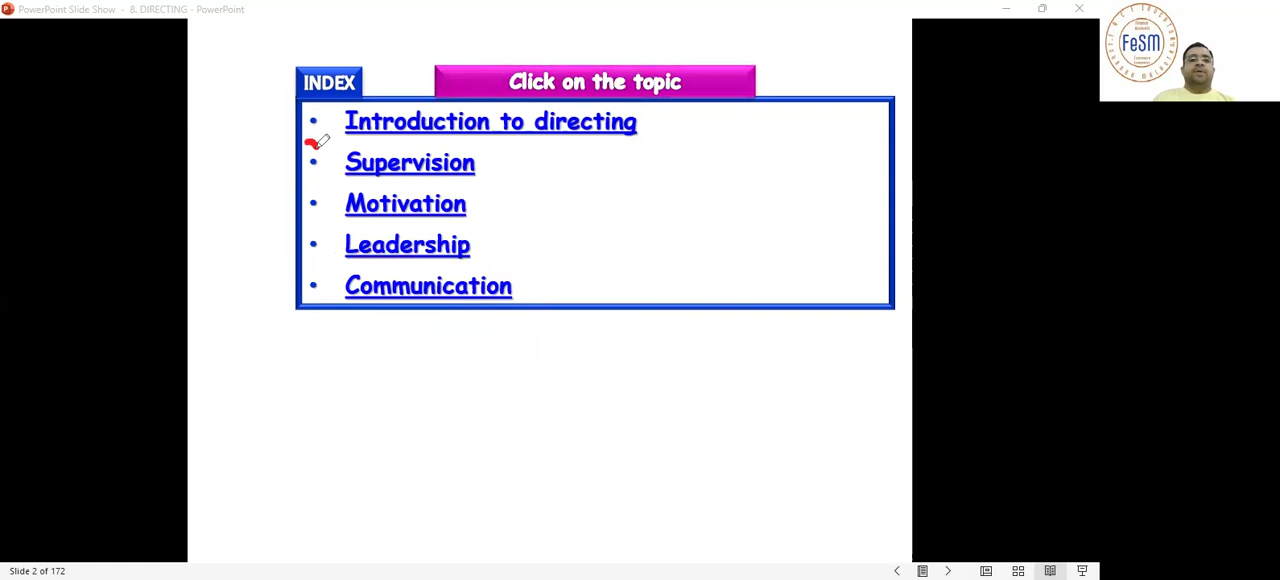 PowerPoint Slide Show - 8. DIRECTING - PowerPoint
INDEX
Click on the topic
• Introduction to directing
• Supervision
• Motivation
• Leadership
• Communication
FeSM
Slide 2 of 172